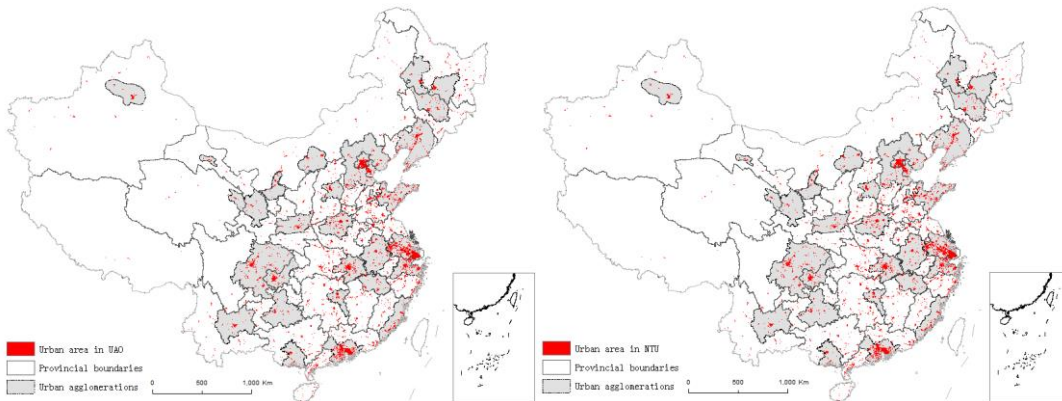 Urban area in UAO
Provincial boundaries
Urban agglomerations
0 500 1,000 Km
Urban area in NTU
Provincial boundaries
Urban agglomerations
0 500 1,000 Km